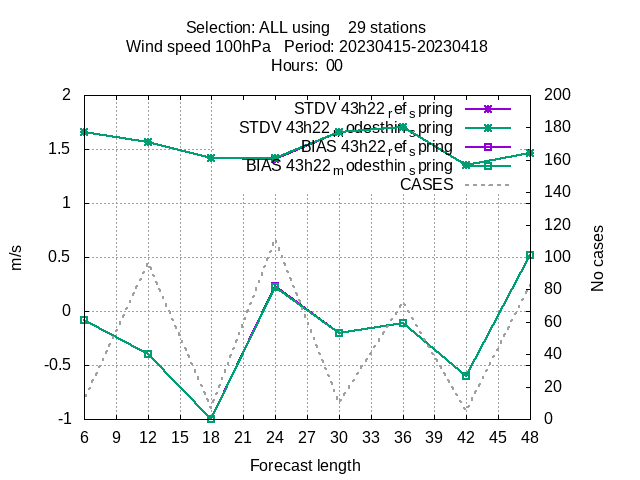 Selection: ALL using    29 stations
Wind speed 100hPa   Period: 20230415-20230418
Hours:  00
STDV 43h22_ref_spring
STDV 43h22_modesthin_spring
BIAS 43h22_ref_spring
BIAS 43h22_modesthin_spring
CASES
2
1.5
1
0.5
0
-0.5
-1
m/s
200
180
160
140
120
100
80
60
40
20
0
No cases
6 9 12 15 18 21 24 27 30 33 36 39 42 45 48
Forecast length